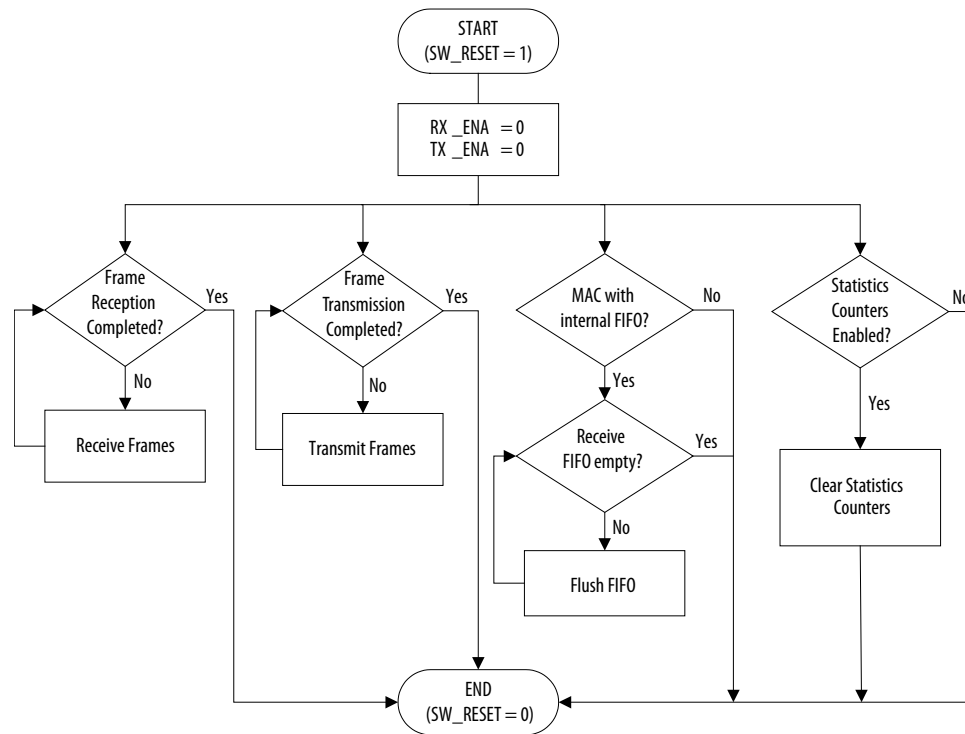 START
(SW_RESET = 1)
RX _ENA = 0
TX _ENA = 0
Frame
Reception
Completed?
Yes
No
Receive Frames
Frame
Transmission
Completed?
Yes
No
Transmit Frames
MAC with
internal FIFO?
No
Yes
Receive
FIFO empty?
Yes
No
Flush FIFO
Statistics
Counters
Enabled?
No
Yes
Clear Statistics
Counters
END
(SW_RESET = 0)